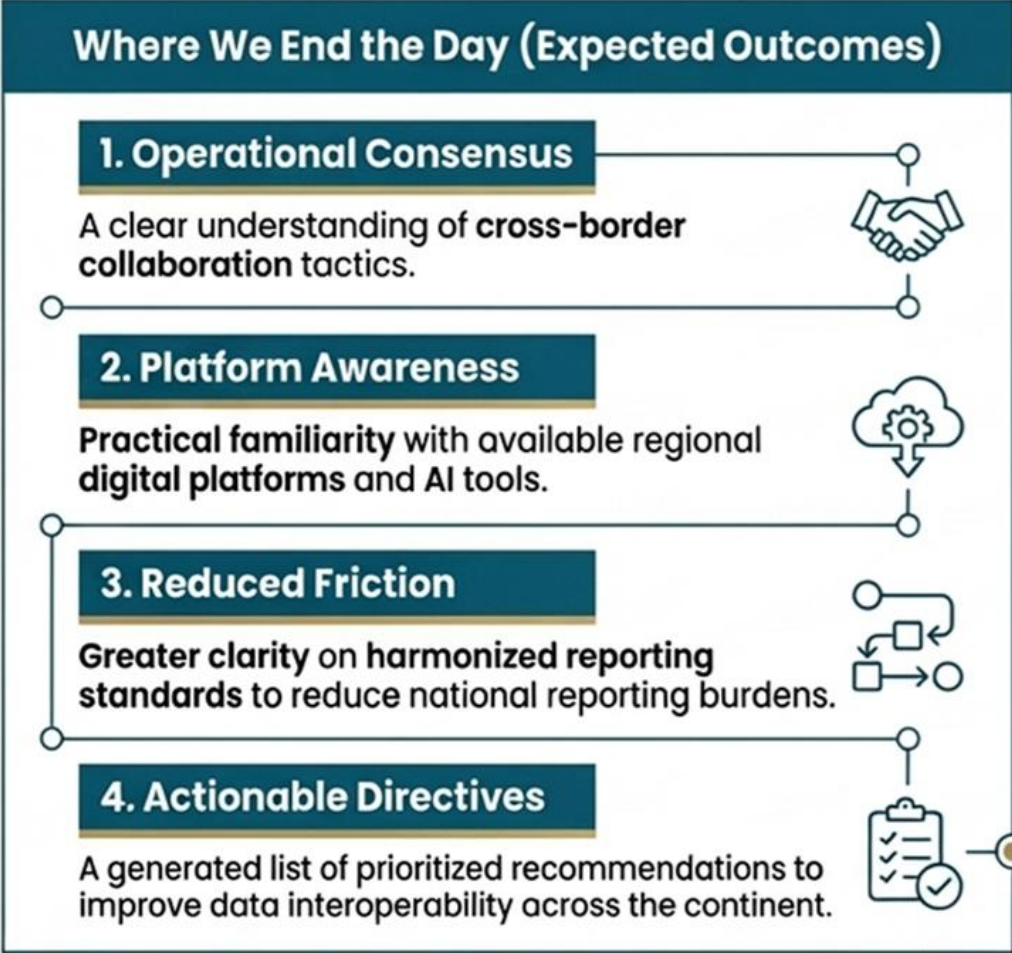 Where We End the Day (Expected Outcomes)
1. Operational Consensus
A clear understanding of cross-border
collaboration tactics.
2. Platform Awareness
Practical familiarity with available regional
digital platforms and AI tools.
3. Reduced Friction
Greater clarity on harmonized reporting
standards to reduce national reporting burdens.
4. Actionable Directives
A generated list of prioritized recommendations to
improve data interoperability across the continent.